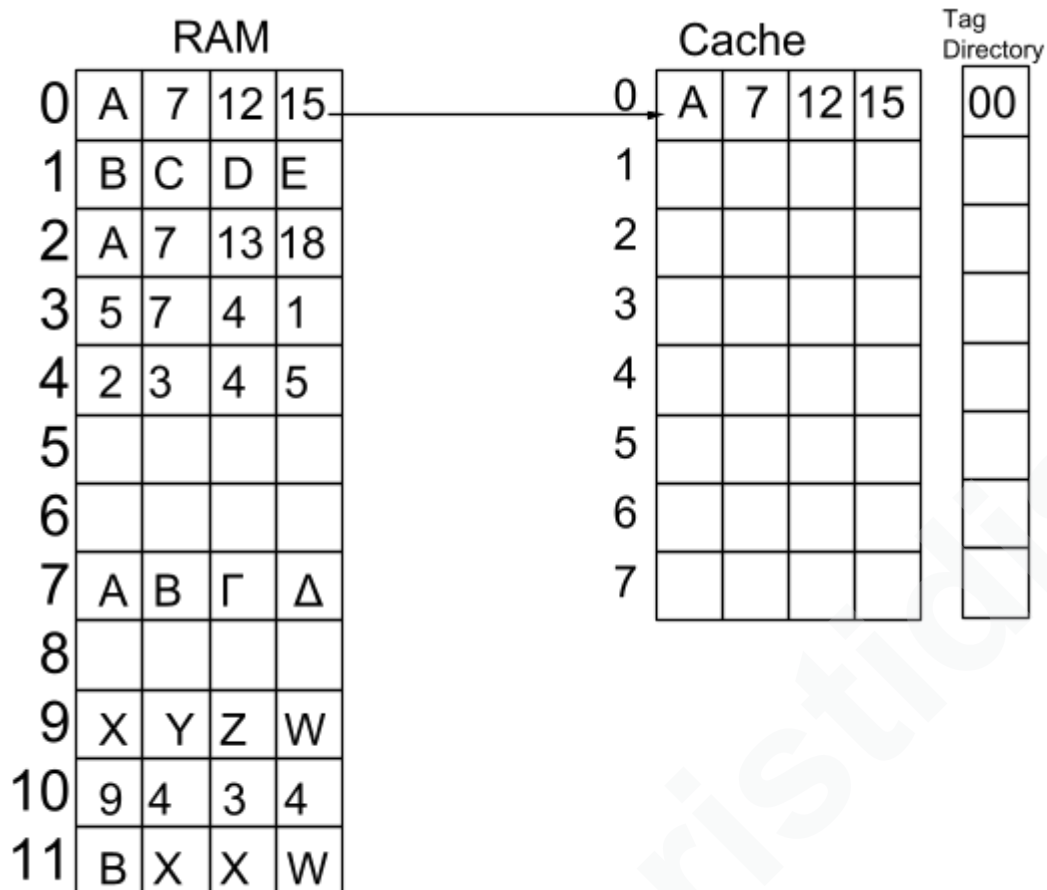 RAM
Cache
Tag
Directory
0 A 7 12 15
0 A 7 12 15 00
1 B C D E
1
2 A 7 13 18
2
3 5 7 4 1
3
4 2 3 4 5
4
5
5
6
6
7 A B Γ Δ
7
8
9 X Y Z W
10 9 4 3 4
11 B X X W